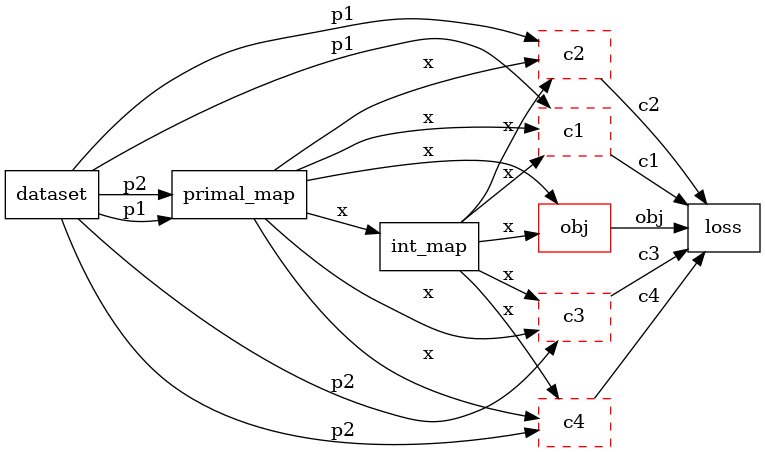 p1
p1
c2
x
c2
x
x
c1
c1
x
x
dataset
p2
primal_map
p1
x
x
obj
obj
loss
int_map
x
c3
x
c3
x
c4
x
p2
c4
p2